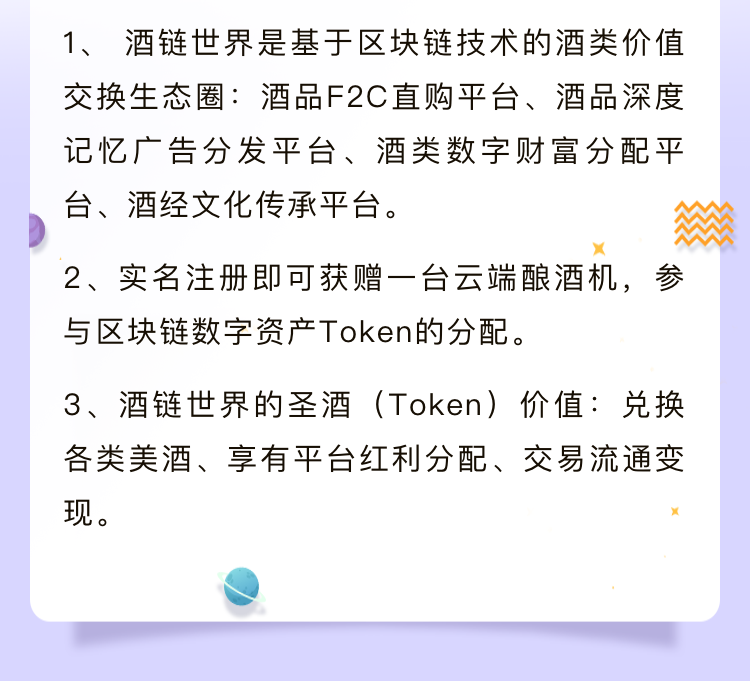 1、 酒链世界是基于区块链技术的酒类价值
交换生态圈：酒品F2C直购平台、酒品深度
记忆广告分发平台、酒类数字财富分配平
台、酒经文化传承平台。
2、实名注册即可获赠一台云端酿酒机，参
与区块链数字资产Token的分配。
3、酒链世界的圣酒（Token）价值：兑换
各类美酒、享有平台红利分配、交易流通变
现。